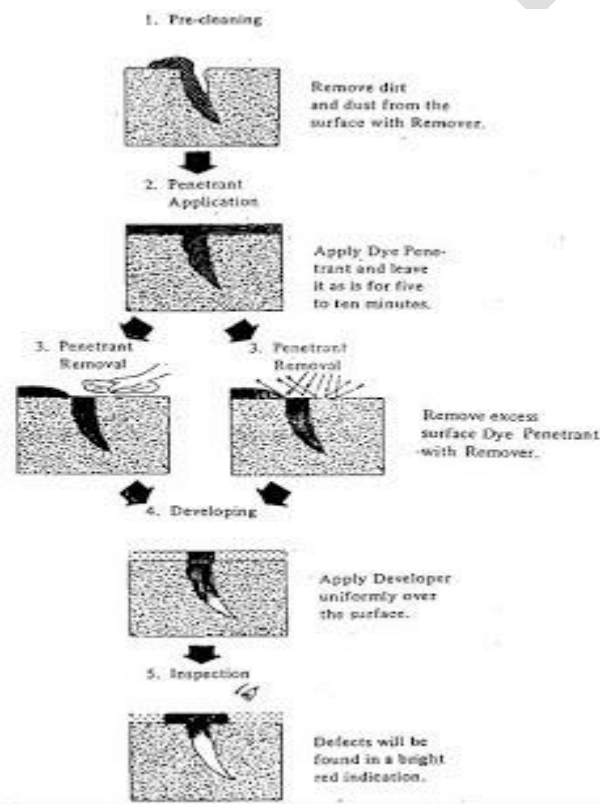 1. Pre-cleaning
Remove dirt
and dust from the
surface with Remover.
2. Penetrant
Application
Apply Dye Pene-
trant and leave
it as is for five
to ten minutes.
3. Penetrant
Removal
3. Penetrant
Removal
Remove excess
surface Dye Penetrant
with Remover.
4. Developing
Apply Developer
uniformly over
the surface.
5. Inspection
Defects will be
found in a bright
red indication.